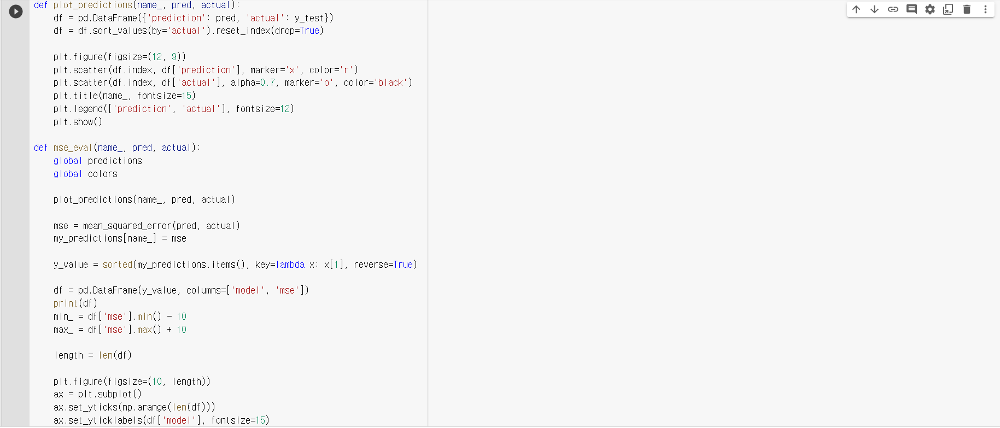 def plot_predictions(name_, pred, actual):
    df = pd.DataFrame({'prediction': pred, 'actual': y_test})
    df = df.sort_values(by='actual').reset_index(drop=True)

    plt.figure(figsize=(12, 9))
    plt.scatter(df.index, df['prediction'], marker='x', color='r')
    plt.scatter(df.index, df['actual'], alpha=0.7, marker='o', color='black')
    plt.title(name_, fontsize=15)
    plt.legend(['prediction', 'actual'], fontsize=12)
    plt.show()

def mse_eval(name_, pred, actual):
    global predictions
    global colors

    plot_predictions(name_, pred, actual)

    mse = mean_squared_error(pred, actual)
    my_predictions[name_] = mse

    y_value = sorted(my_predictions.items(), key=lambda x: x[1], reverse=True)

    df = pd.DataFrame(y_value, columns=['model', 'mse'])
    print(df)
    min_ = df['mse'].min() - 10
    max_ = df['mse'].max() + 10

    length = len(df)

    plt.figure(figsize=(10, length))
    ax = plt.subplot()
    ax.set_yticks(np.arange(len(df)))
    ax.set_yticklabels(df['model'], fontsize=15)